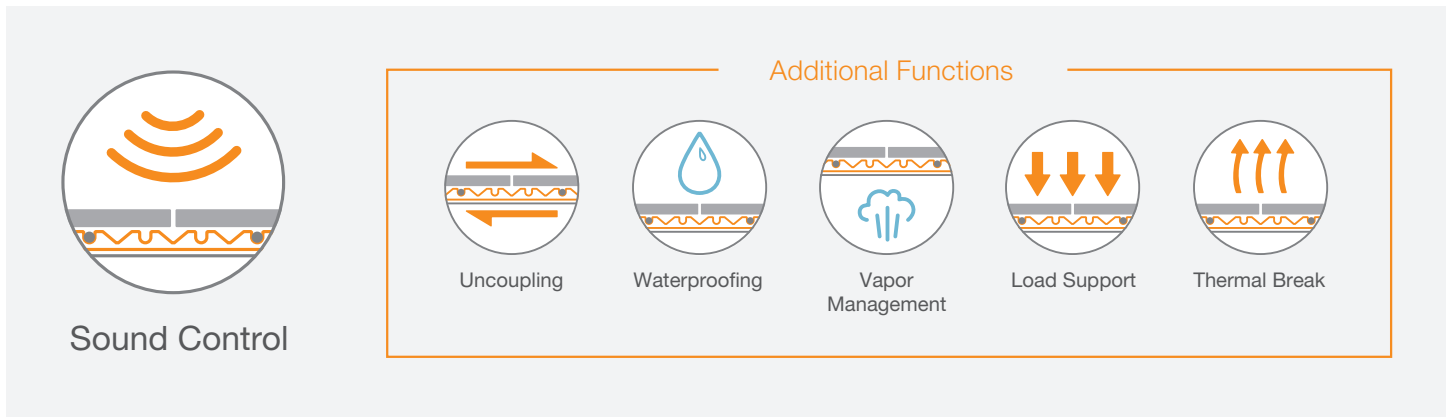 Additional Functions
Sound Control
Uncoupling
Waterproofing
Vapor
Management
Load Support
Thermal Break